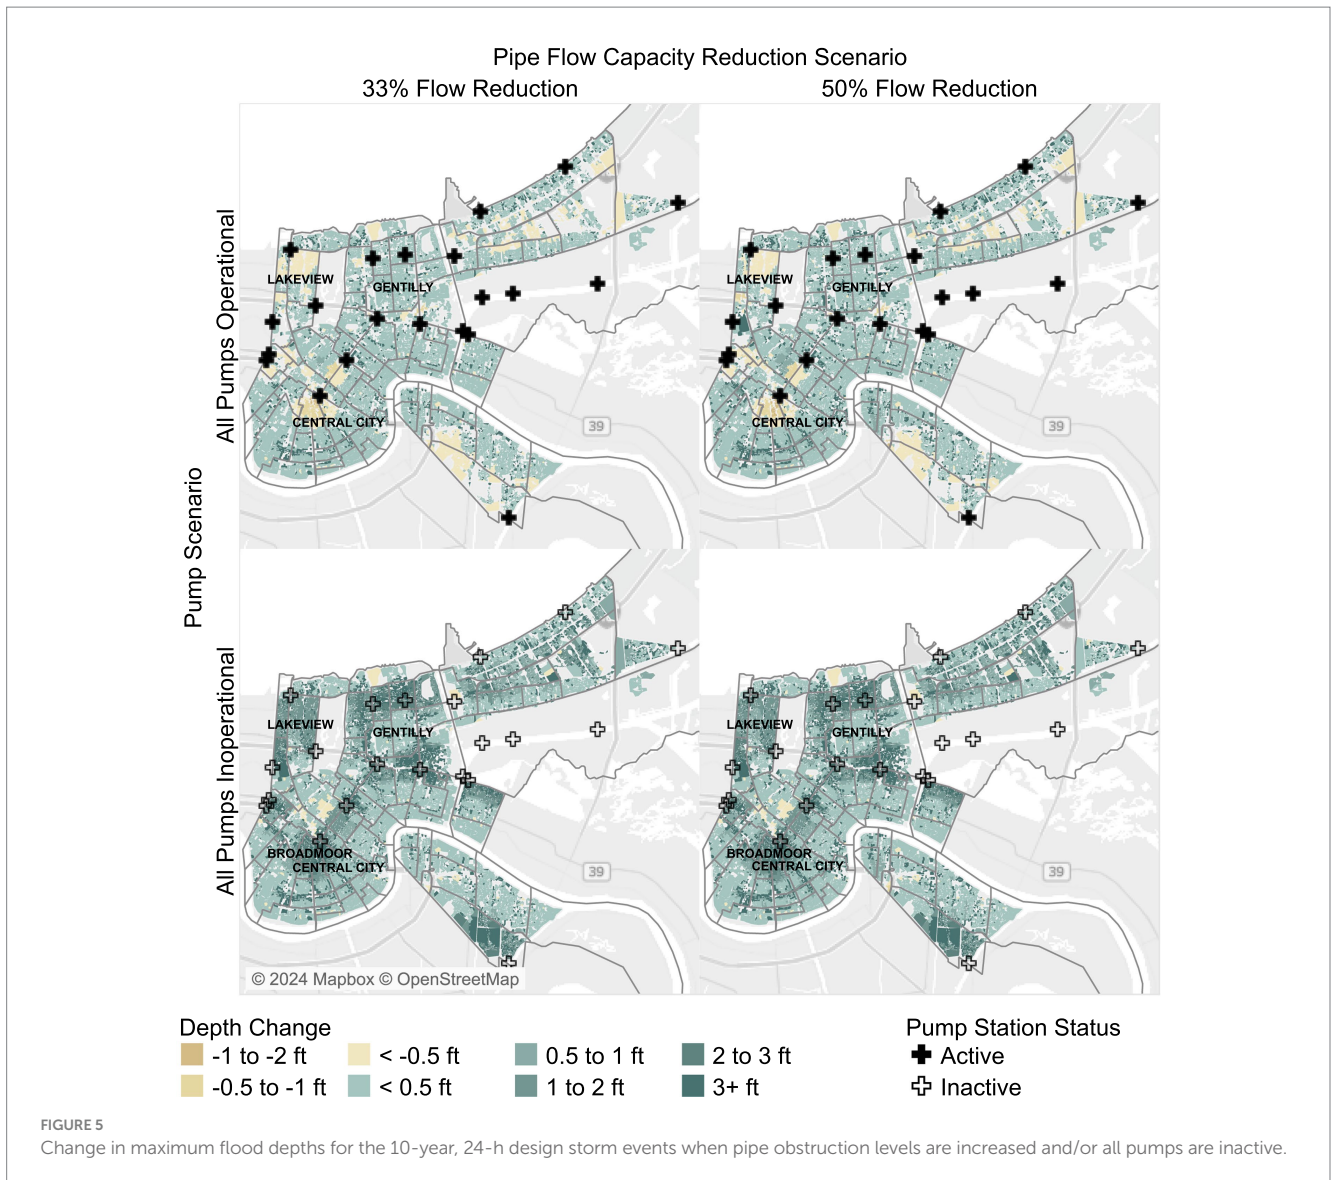 Pipe Flow Capacity Reduction Scenario
33% Flow Reduction
50% Flow Reduction
Pump Scenario
All Pumps Operational
LAKEVIEW
GENTILLY
CENTRAL CITY
39
LAKEVIEW
GENTILLY
CENTRAL CITY
39
All Pumps Inoperational
LAKEVIEW
GENTILLY
BROADMOOR
CENTRAL CITY
39
© 2024 Mapbox © OpenStreetMap
LAKEVIEW
GENTILLY
BROADMOOR
CENTRAL CITY
39
Depth Change
-1 to -2 ft
< -0.5 ft
0.5 to 1 ft
2 to 3 ft
-0.5 to -1 ft
< 0.5 ft
1 to 2 ft
3+ ft
Pump Station Status
Active
Inactive
FIGURE 5
Change in maximum flood depths for the 10-year, 24-h design storm events when pipe obstruction levels are increased and/or all pumps are inactive.